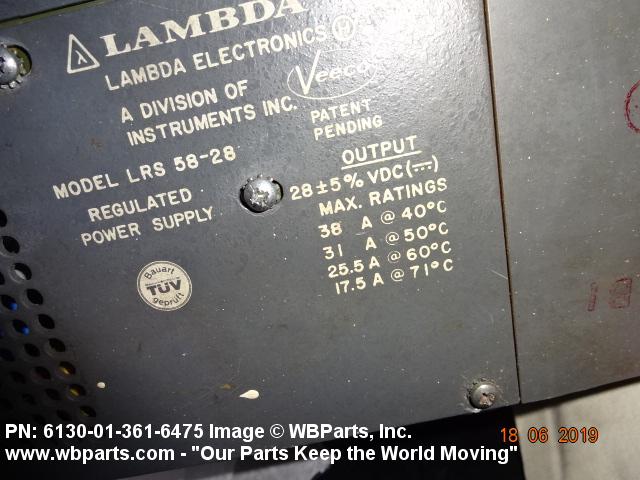 LAMBDA
LAMBDA ELECTRONICS
A DIVISION OF Veeco
INSTRUMENTS INC.
PATENT
PENDING
MODEL LRS 58-28
REGULATED
POWER SUPPLY
OUTPUT
28±5% VDC(⎓)
MAX. RATINGS
38 A @ 40°C
31 A @ 50°C
25.5 A @ 60°C
17.5 A @ 71°C
Bauart
TÜV
geprüft
PN: 6130-01-361-6475 Image © WBParts, Inc.
www.wbparts.com - "Our Parts Keep the World Moving"
18 06 2019